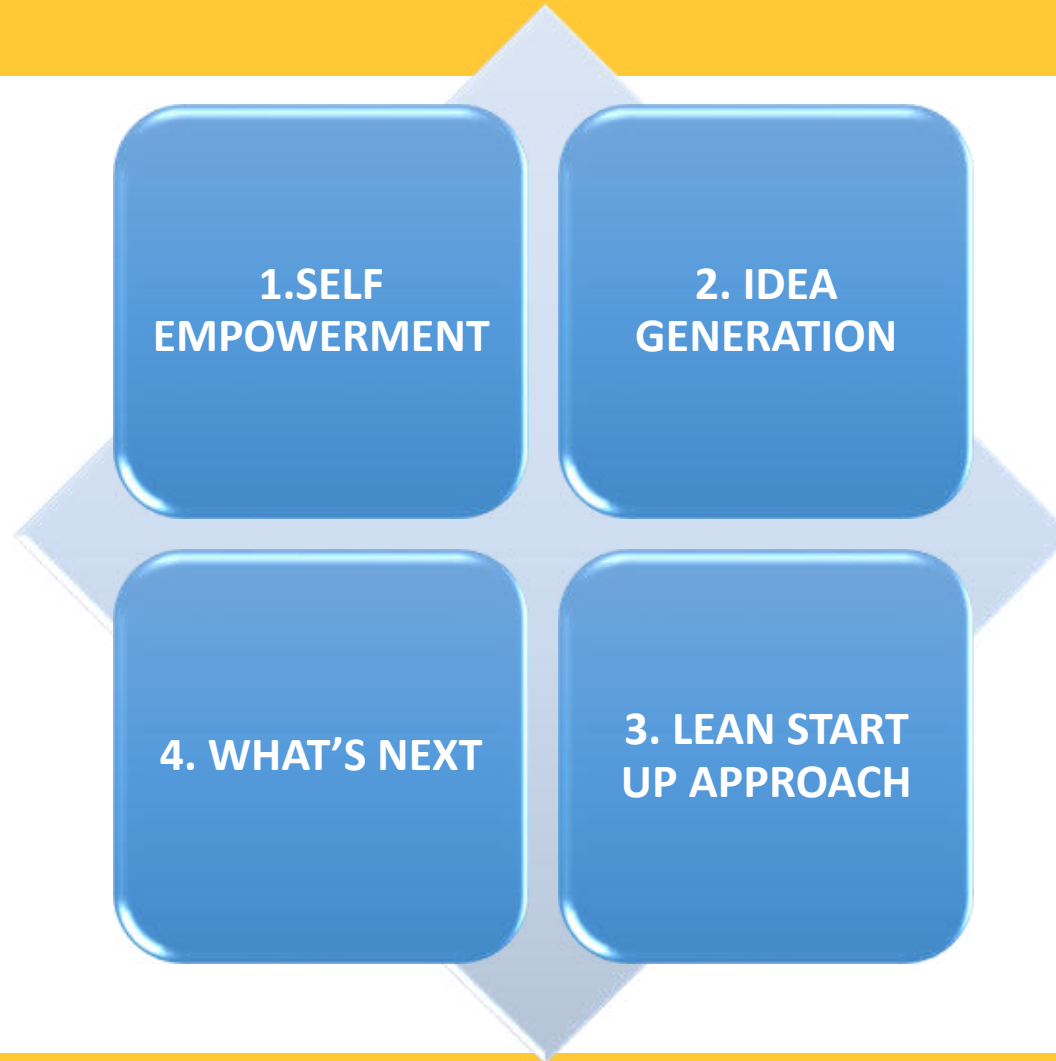 1.SELF
EMPOWERMENT
2. IDEA
GENERATION
3. LEAN START
UP APPROACH
4. WHAT’S NEXT